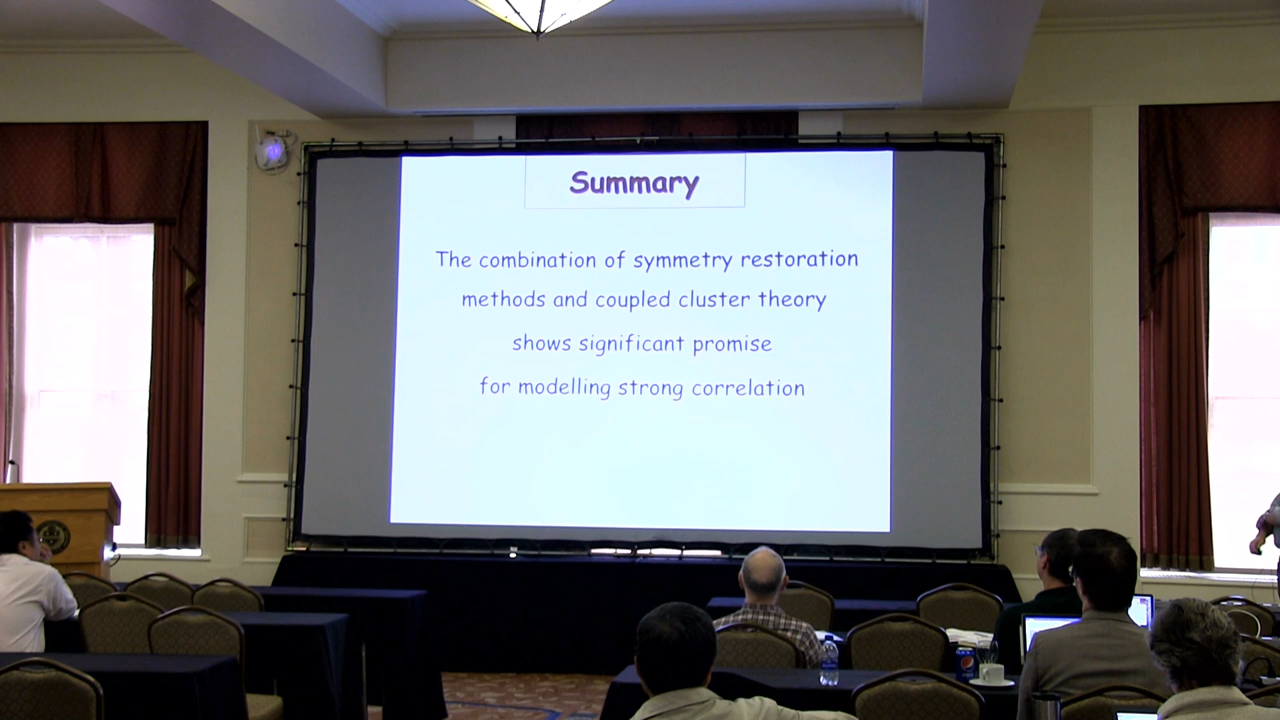 Summary
The combination of symmetry restoration
methods and coupled cluster theory
shows significant promise
for modelling strong correlation